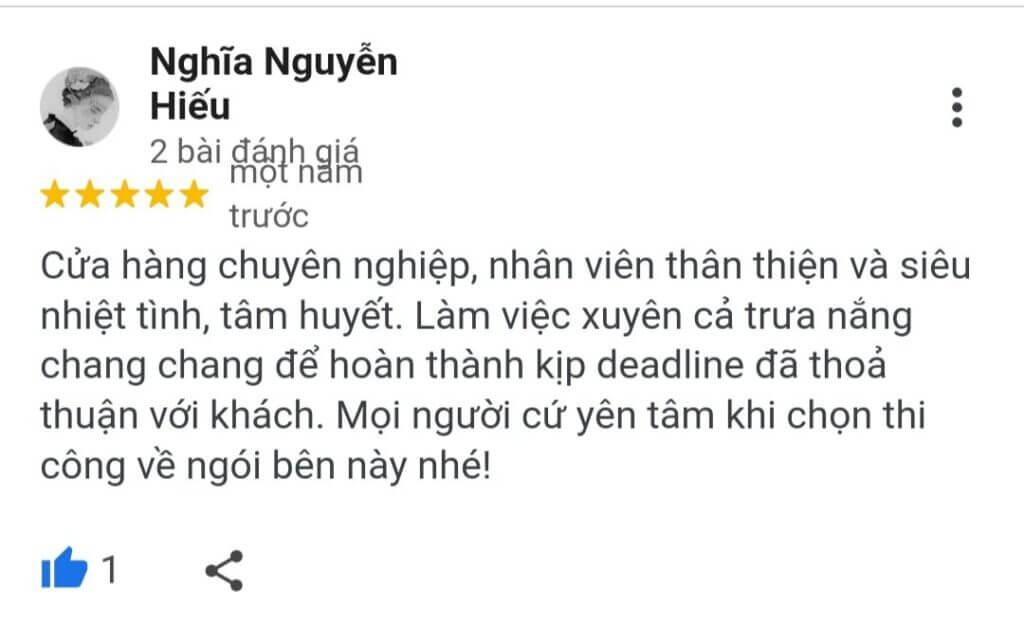 Nghĩa Nguyễn
Hiếu
2 bài đánh giá
một năm
trước
Cửa hàng chuyên nghiệp, nhân viên thân thiện và siêu
nhiệt tình, tâm huyết. Làm việc xuyên cả trưa nắng
chang chang để hoàn thành kịp deadline đã thoả
thuận với khách. Mọi người cứ yên tâm khi chọn thi
công về ngói bên này nhé!
1